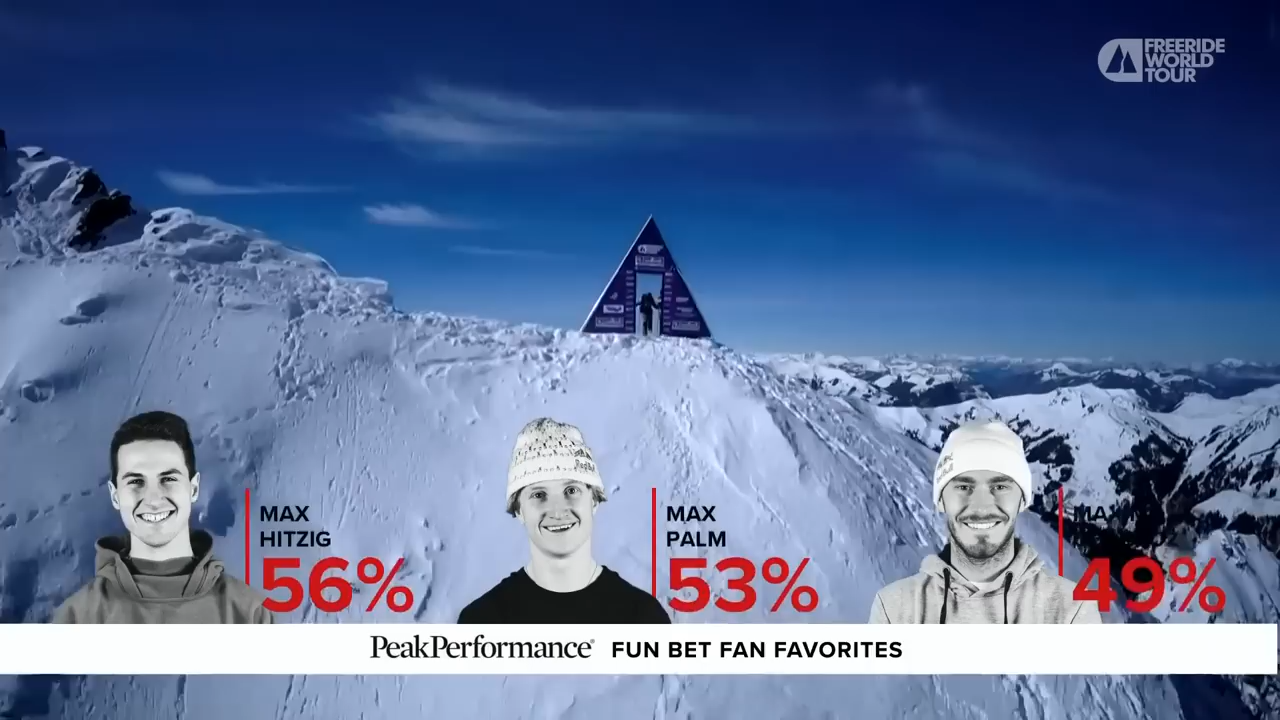 FREERIDE
WORLD
TOUR
MAX
HITZIG
56%
MAX
PALM
53%
49%
PeakPerformance® FUN BET FAN FAVORITES